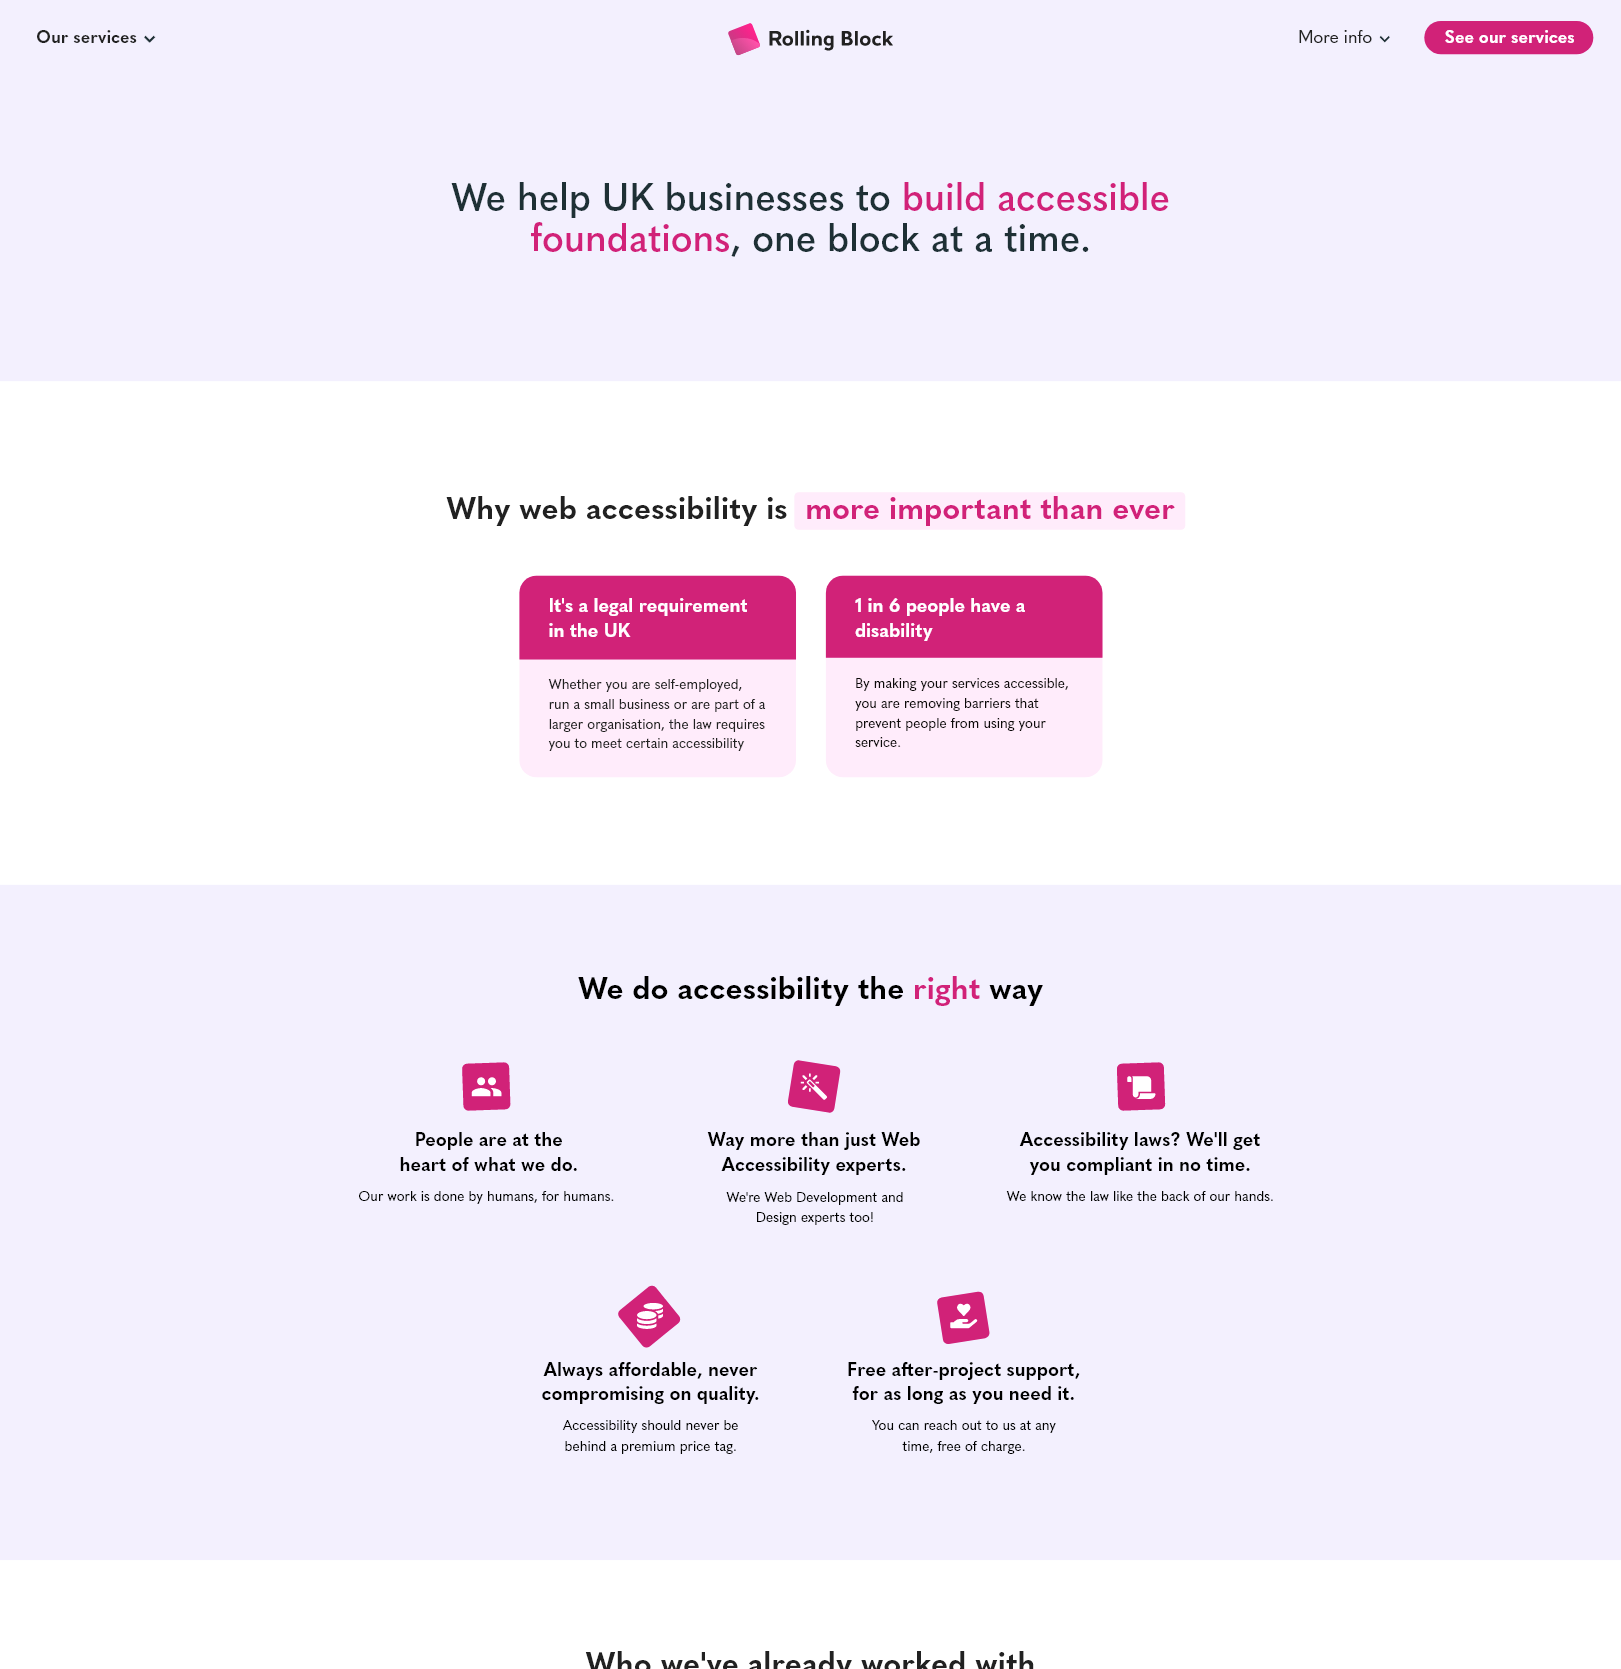 Our services
Rolling Block
More info
See our services
We help UK businesses to build accessible
foundations, one block at a time.
Why web accessibility is more important than ever
It's a legal requirement
in the UK
Whether you are self-employed,
run a small business or are part of a
larger organisation, the law requires
you to meet certain accessibility
1 in 6 people have a
disability
By making your services accessible,
you are removing barriers that
prevent people from using your
service.
We do accessibility the right way
People are at the
heart of what we do.
Our work is done by humans, for humans.
Way more than just Web
Accessibility experts.
We're Web Development and
Design experts too!
Accessibility laws? We'll get
you compliant in no time.
We know the law like the back of our hands.
Always affordable, never
compromising on quality.
Accessibility should never be
behind a premium price tag.
Free after-project support,
for as long as you need it.
You can reach out to us at any
time, free of charge.
Who we've already worked with